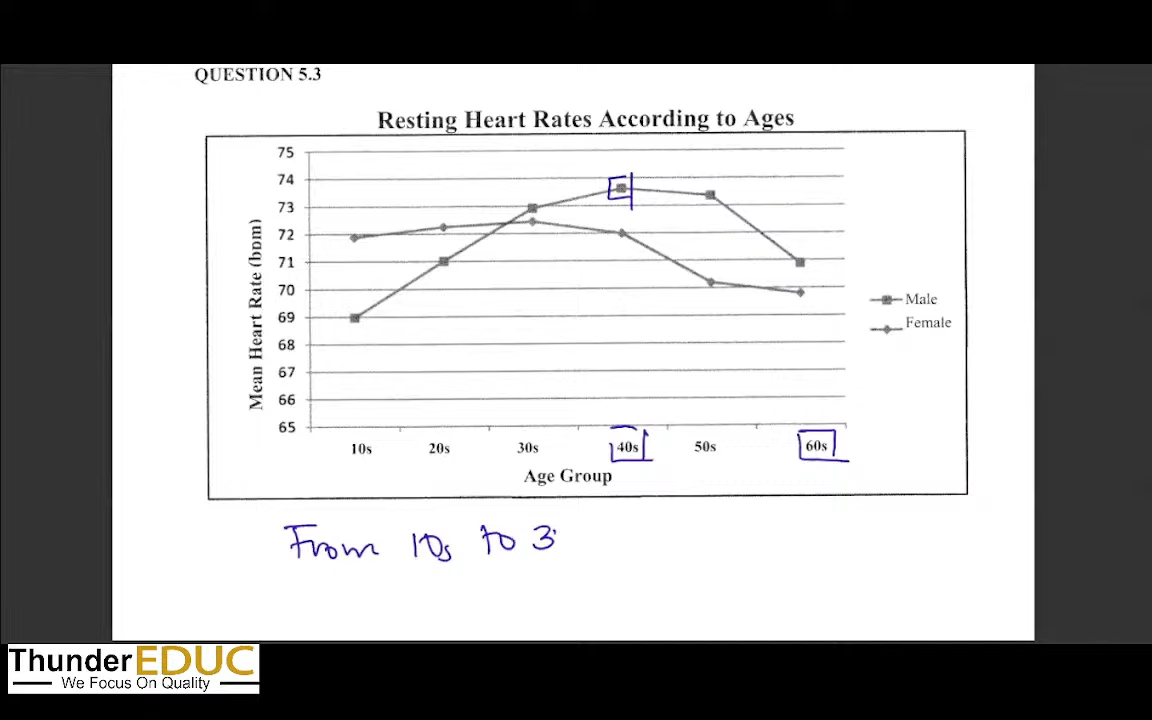 QUESTION 5.3
Resting Heart Rates According to Ages
75
74
73
72
71
70
69
68
67
66
65
Mean Heart Rate (bpm)
10s 20s 30s 40s 50s 60s
Age Group
Male
Female
From 10s to 3
ThunderEDUC
We Focus On Quality